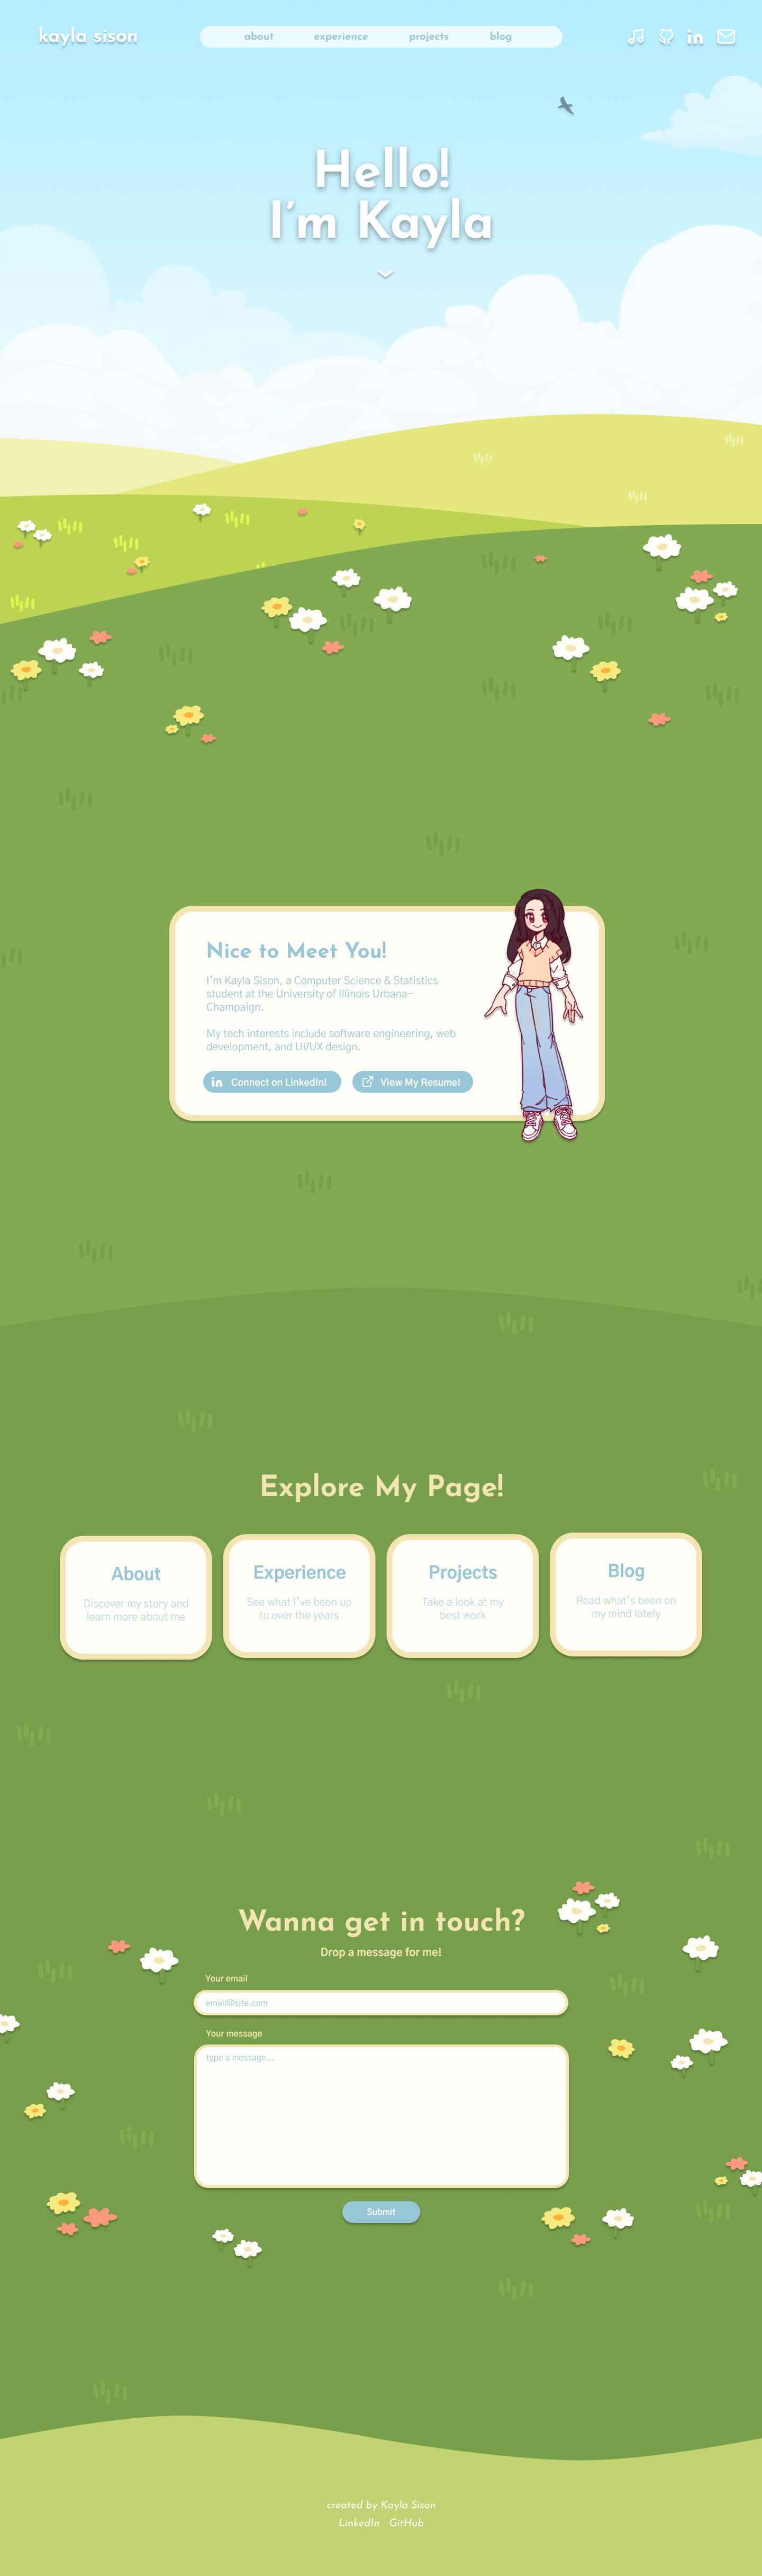 kayla sison
about experience projects blog
Hello!
I'm Kayla
Nice to Meet You!
I'm Kayla Sison, a Computer Science & Statistics
student at the University of Illinois Urbana-
Champaign.
My tech interests include software engineering, web
development, and UI/UX design.
Connect on LinkedIn! View My Resume!
Explore My Page!
About
Discover my story and
learn more about me
Experience
See what I've been up
to over the years
Projects
Take a look at my
best work
Blog
Read what's been on
my mind lately
Wanna get in touch?
Drop a message for me!
Your email
email@site.com
Your message
type a message...
Submit
created by Kayla Sison
LinkedIn GitHub